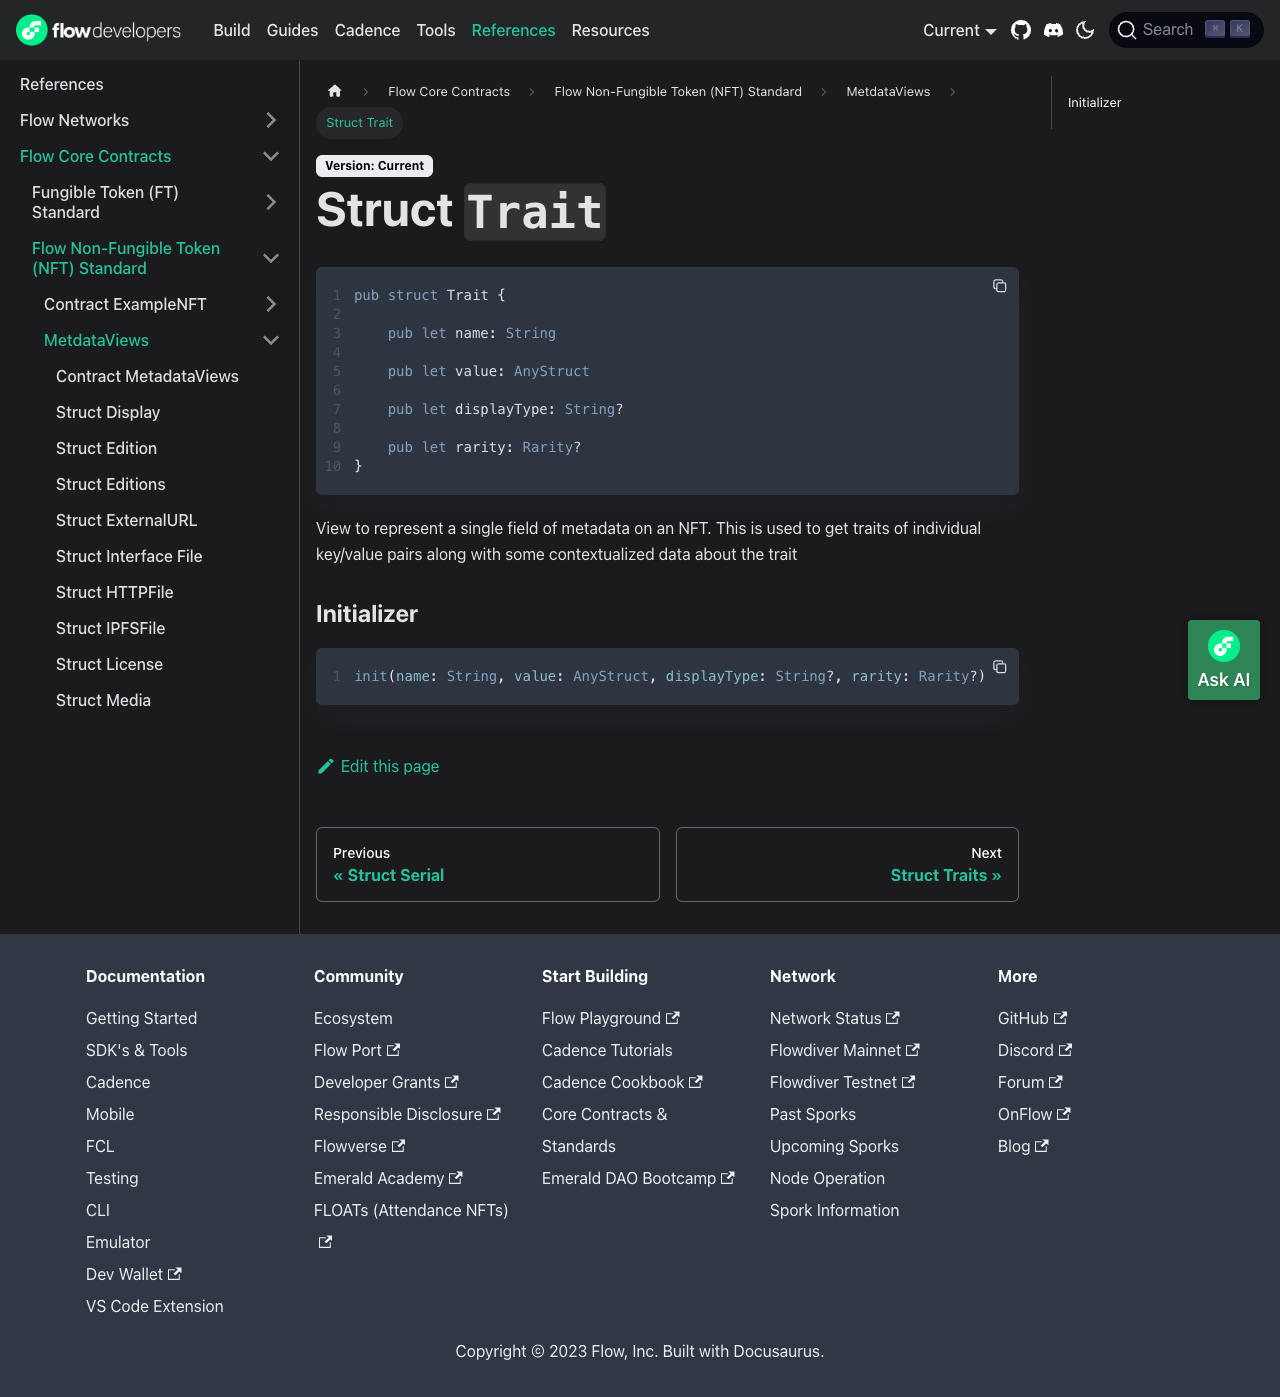 flowdevelopers
Build
Guides
Cadence
Tools
References
Resources
Current
Search
⌘
K
References
Flow Networks
Flow Core Contracts
Fungible Token (FT)
Standard
Flow Non-Fungible Token
(NFT) Standard
Contract ExampleNFT
MetdataViews
Contract MetadataViews
Struct Display
Struct Edition
Struct Editions
Struct ExternalURL
Struct Interface File
Struct HTTPFile
Struct IPFSFile
Struct License
Struct Media
Flow Core Contracts
Flow Non-Fungible Token (NFT) Standard
MetdataViews
Struct Trait
Version: Current
Struct Trait
1 pub struct Trait {
2
3     pub let name: String
4
5     pub let value: AnyStruct
6
7     pub let displayType: String?
8
9     pub let rarity: Rarity?
10 }
View to represent a single field of metadata on an NFT. This is used to get traits of individual
key/value pairs along with some contextualized data about the trait
Initializer
1 init(name: String, value: AnyStruct, displayType: String?, rarity: Rarity?)
Edit this page
Previous
« Struct Serial
Next
Struct Traits »
Initializer
Ask AI
Documentation
Getting Started
SDK's & Tools
Cadence
Mobile
FCL
Testing
CLI
Emulator
Dev Wallet
VS Code Extension
Community
Ecosystem
Flow Port
Developer Grants
Responsible Disclosure
Flowverse
Emerald Academy
FLOATs (Attendance NFTs)
Start Building
Flow Playground
Cadence Tutorials
Cadence Cookbook
Core Contracts &
Standards
Emerald DAO Bootcamp
Network
Network Status
Flowdiver Mainnet
Flowdiver Testnet
Past Sporks
Upcoming Sporks
Node Operation
Spork Information
More
GitHub
Discord
Forum
OnFlow
Blog
Copyright © 2023 Flow, Inc. Built with Docusaurus.